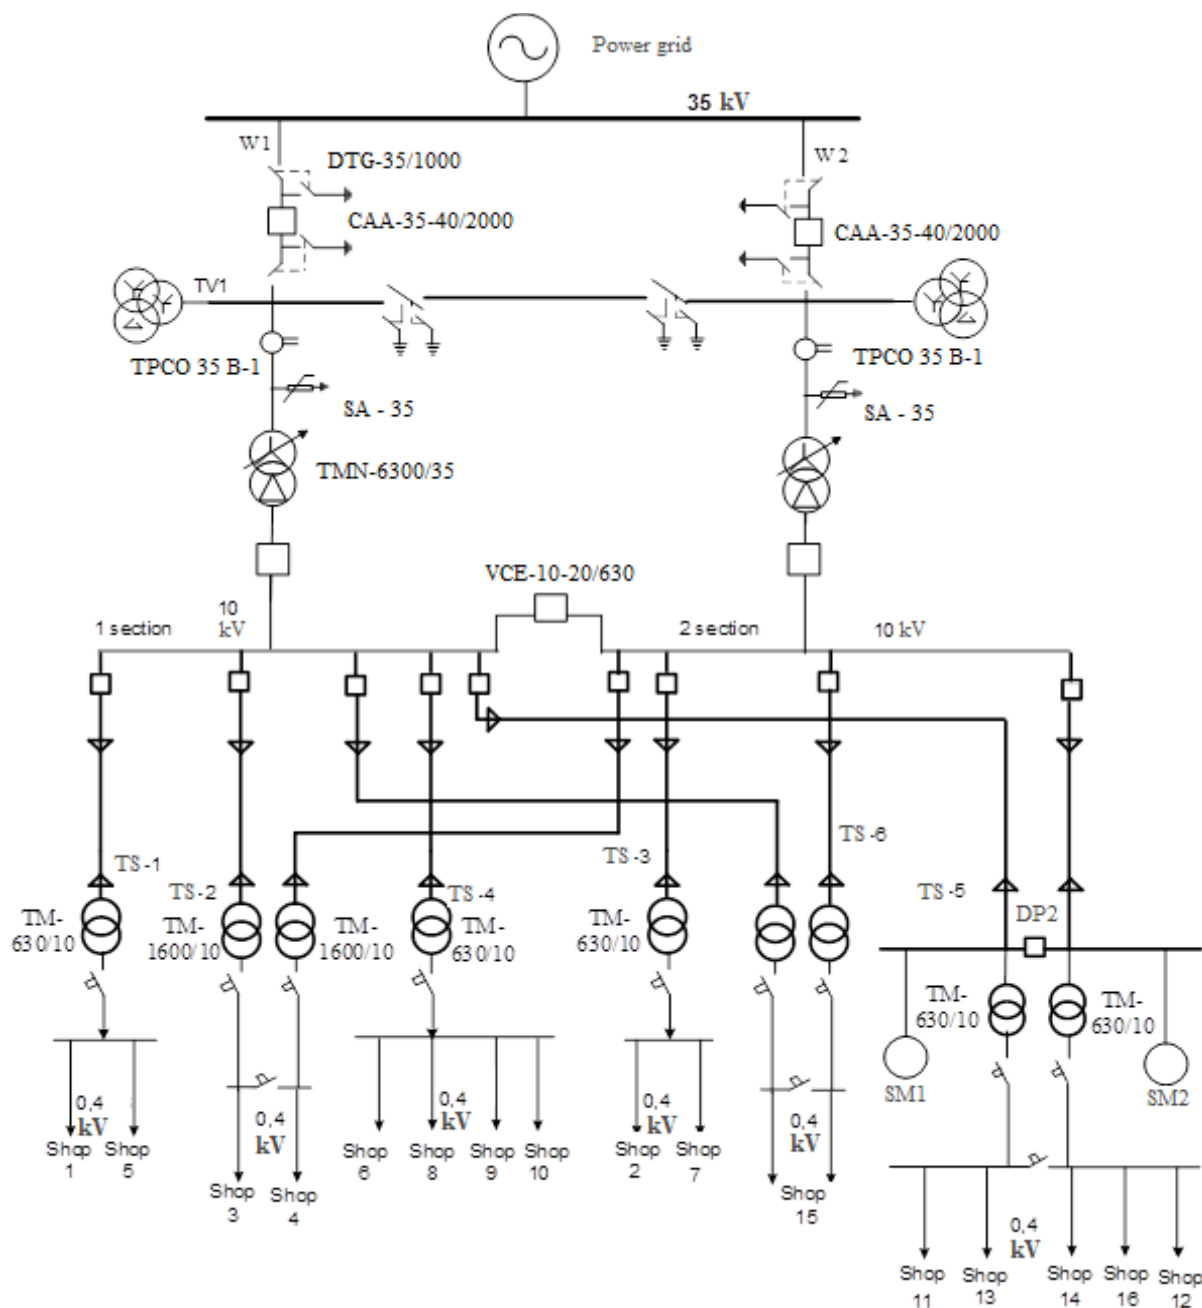 Power grid
35 kV
W1
W2
DTG-35/1000
CAA-35-40/2000
CAA-35-40/2000
TV1
TPCO 35 B-1
TPCO 35 B-1
SA - 35
SA - 35
TMN-6300/35
VCE-10-20/630
10
kV
1 section
2 section
10 kV
TS-1
TS-2
TS-4
TS-3
TS-6
TS-5
DP2
TM-
630/10
TM-
1600/10
TM-
1600/10
TM-
630/10
TM-
630/10
TM-
630/10
TM-
630/10
SM1
SM2
0,4
kV
Shop
1
Shop
5
0,4
kV
Shop
3
Shop
4
0,4
kV
Shop
6
Shop
8
Shop
9
Shop
10
0,4
kV
Shop
2
Shop
7
0,4
kV
Shop
15
0,4
kV
Shop
11
Shop
13
Shop
14
Shop
16
Shop
12